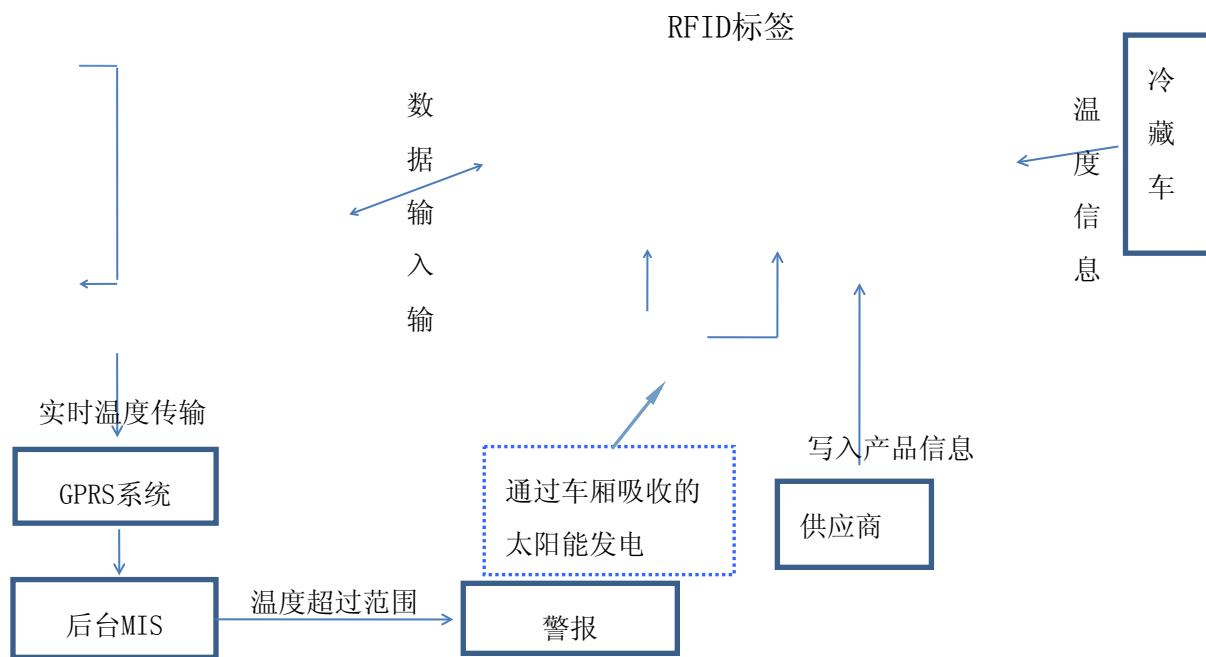 RFID标签
冷藏车
数据输入输
温度信息
实时温度传输
GPRS系统
写入产品信息
通过车厢吸收的
太阳能发电
供应商
后台MIS
温度超过范围
警报